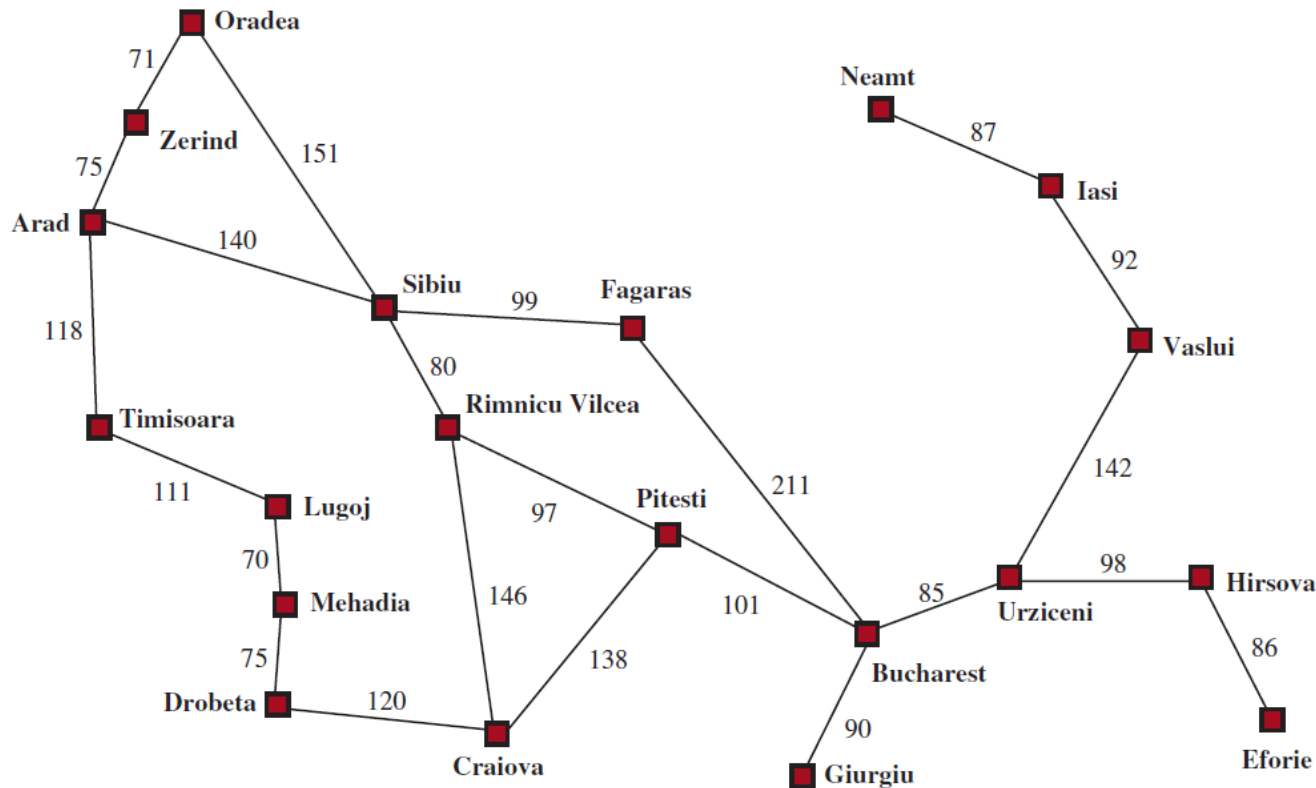 Oradea
71
Neamt
87
Zerind
151
75
Iasi
Arad
140
92
Sibiu
99
Fagaras
118
Vaslui
80
Timisoara
Rimnicu Vilcea
142
111
Lugoj
97
Pitesti
211
70
98
Hirsova
Mehadia
146
101
85
Urziceni
75
138
86
Bucharest
Drobeta
120
90
Craiova
Giurgiu
Eforie